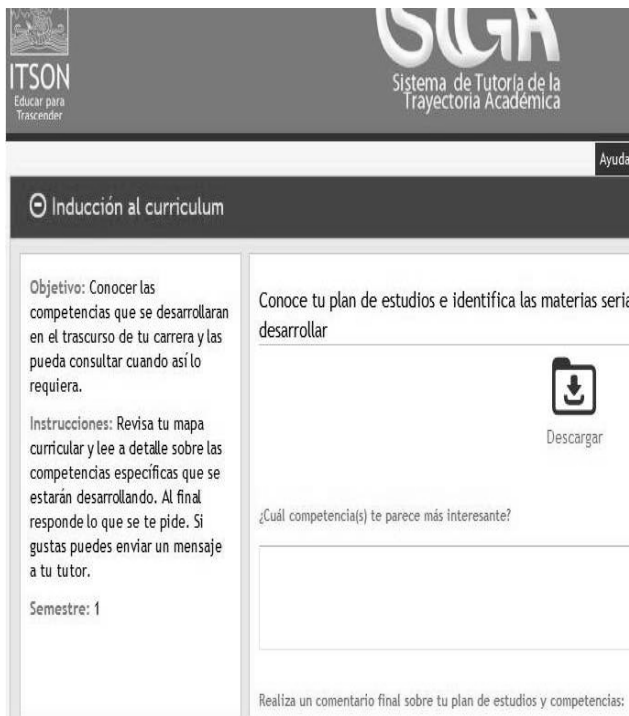 ITSON
Educar para
Trascender
Sistema de Tutoría de la
Trayectoria Académica
Ayuda
Inducción al curriculum
Objetivo: Conocer las
competencias que se desarrollaran
en el trascurso de tu carrera y las
pueda consultar cuando así lo
requiera.
Instrucciones: Revisa tu mapa
curricular y lee a detalle sobre las
competencias específicas que se
estarán desarrollando. Al final
responde lo que se te pide. Si
gustas puedes enviar un mensaje
a tu tutor.
Semestre: 1
Conoce tu plan de estudios e identifica las materias seria
desarrollar
Descargar
¿Cuál competencia(s) te parece más interesante?
Realiza un comentario final sobre tu plan de estudios y competencias: